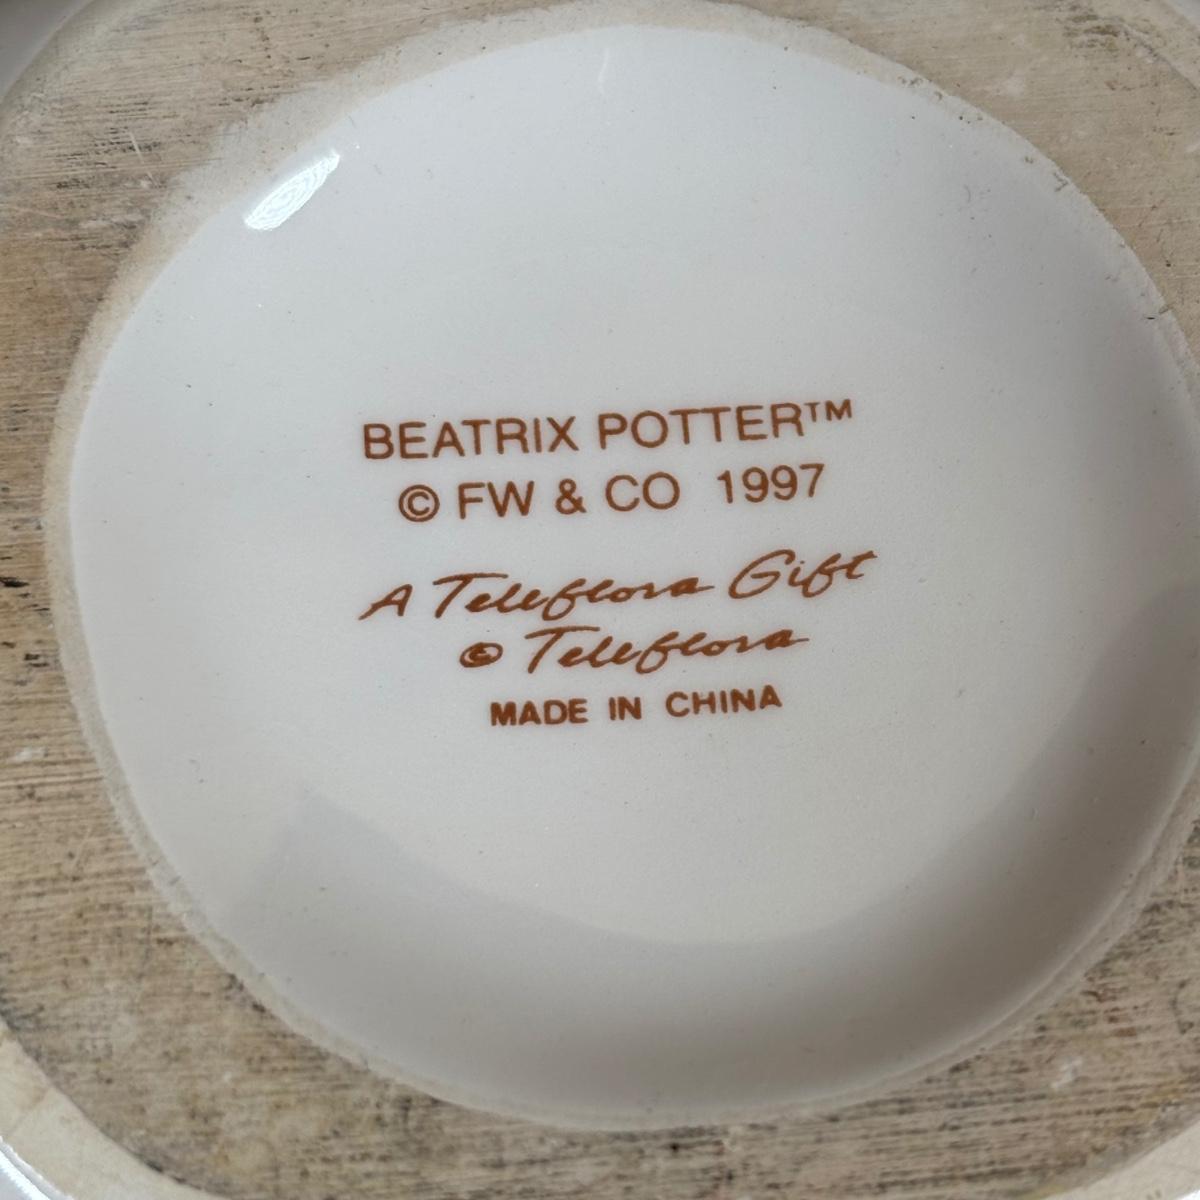 BEATRIX POTTER™
© FW & CO 1997
A Teleflora Gift
© Teleflora
MADE IN CHINA